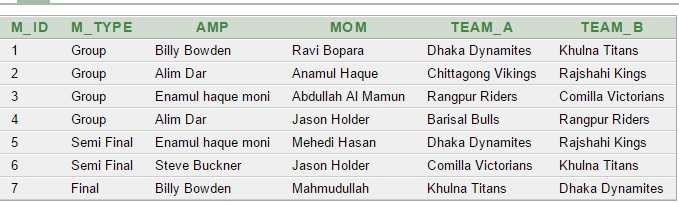 M_ID M_TYPE AMP MOM TEAM_A TEAM_B
1 Group Billy Bowden Ravi Bopara Dhaka Dynamites Khulna Titans
2 Group Alim Dar Anamul Haque Chittagong Vikings Rajshahi Kings
3 Group Enamul haque moni Abdullah Al Mamun Rangpur Riders Comilla Victorians
4 Group Alim Dar Jason Holder Barisal Bulls Rangpur Riders
5 Semi Final Enamul haque moni Mehedi Hasan Dhaka Dynamites Rajshahi Kings
6 Semi Final Steve Buckner Jason Holder Comilla Victorians Khulna Titans
7 Final Billy Bowden Mahmudullah Khulna Titans Dhaka Dynamites